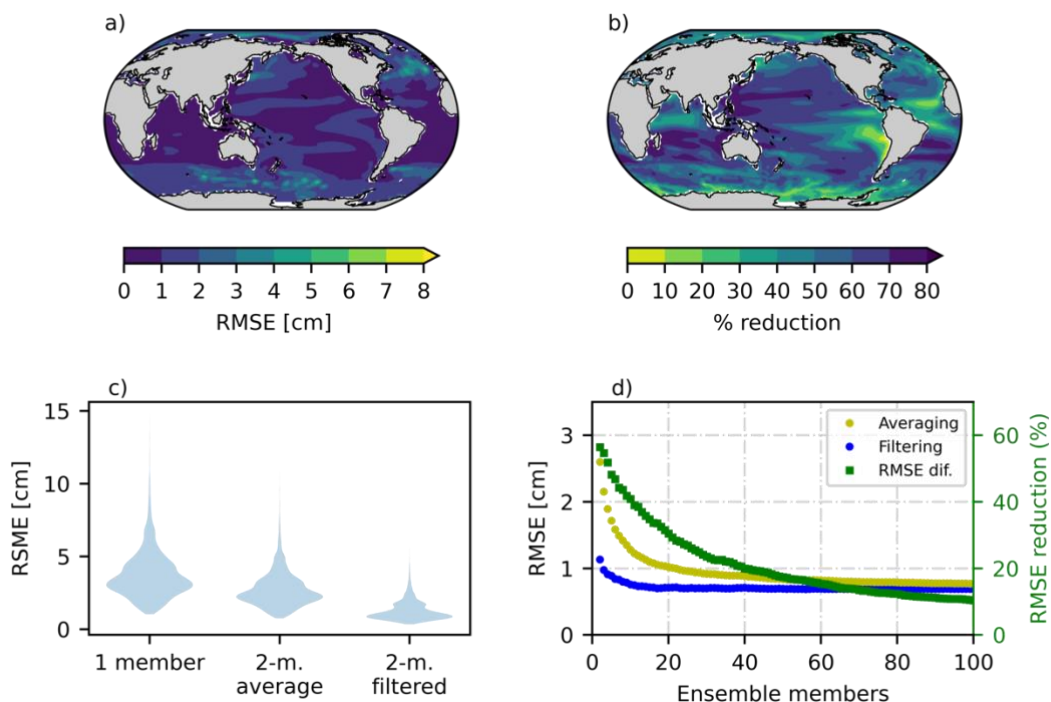 a)
b)
0 1 2 3 4 5 6 7 8
RMSE [cm]
0 10 20 30 40 50 60 70 80
% reduction
c)
15
10
5
0
RSME [cm]
1 member
2-m.
average
2-m.
filtered
d)
3
2
1
0
RMSE [cm]
Averaging
Filtering
RMSE dif.
60
40
20
0
RMSE reduction (%)
0 20 40 60 80 100
Ensemble members